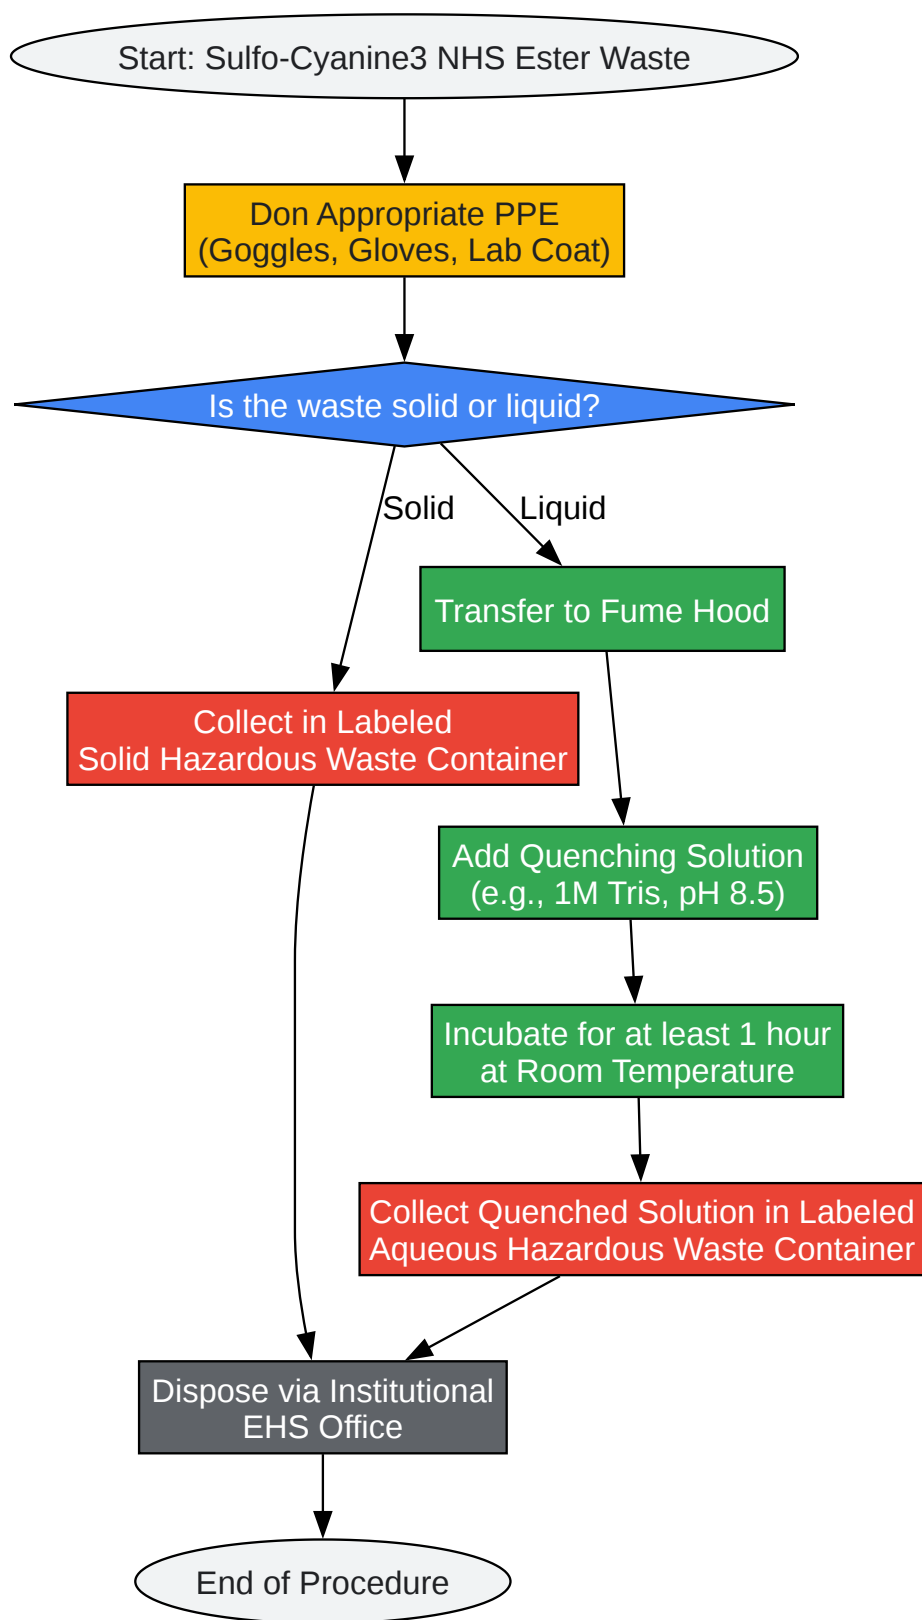 Start: Sulfo-Cyanine3 NHS Ester Waste
Don Appropriate PPE
(Goggles, Gloves, Lab Coat)
Is the waste solid or liquid?
Solid
Liquid
Transfer to Fume Hood
Collect in Labeled
Solid Hazardous Waste Container
Add Quenching Solution
(e.g., 1M Tris, pH 8.5)
Incubate for at least 1 hour
at Room Temperature
Collect Quenched Solution in Labeled
Aqueous Hazardous Waste Container
Dispose via Institutional
EHS Office
End of Procedure